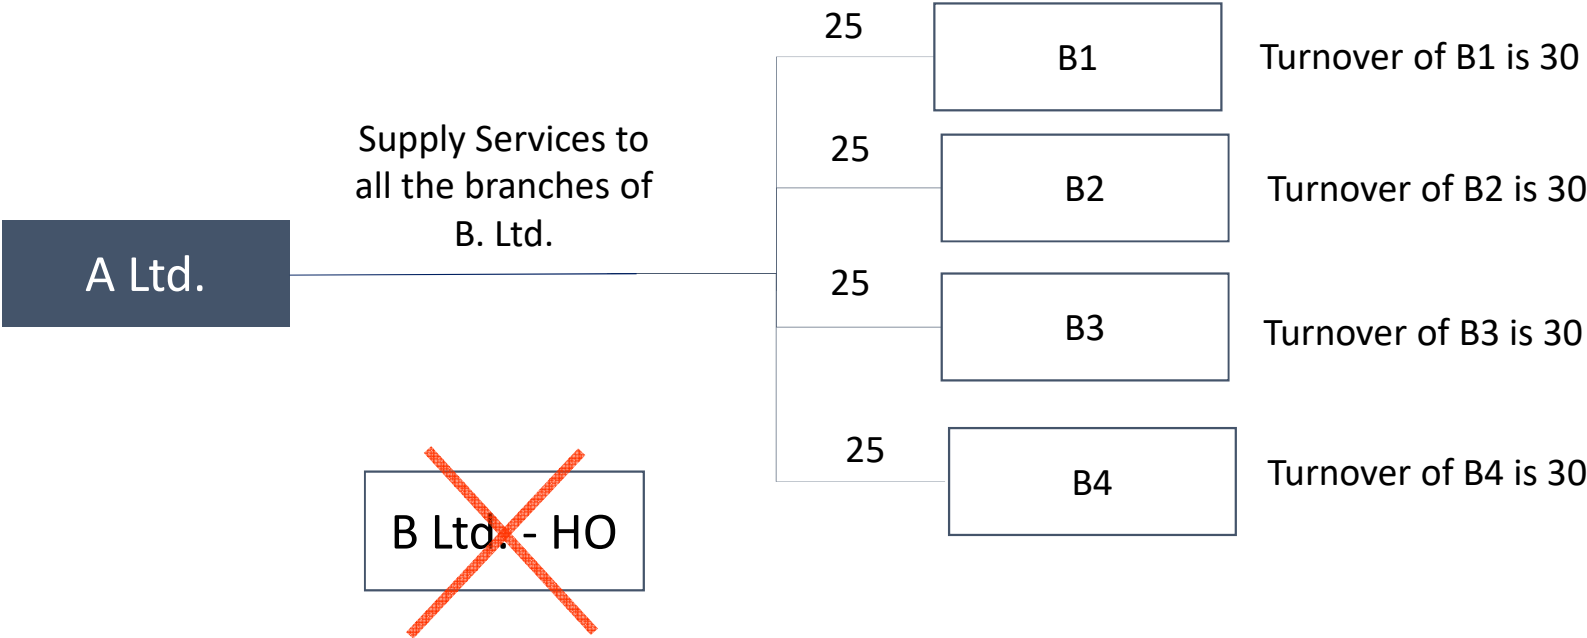 25
B1
Turnover of B1 is 30
Supply Services to
all the branches of
B. Ltd.
25
B2
Turnover of B2 is 30
A Ltd.
25
B3
Turnover of B3 is 30
25
B4
Turnover of B4 is 30
B Ltd. - HO